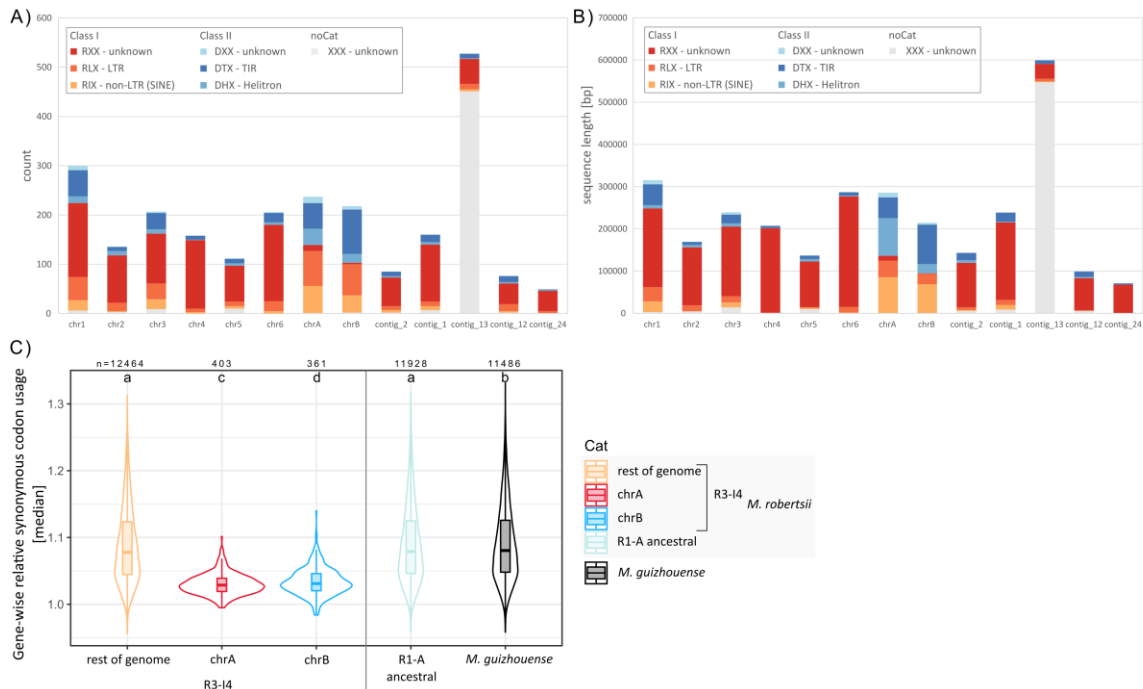 A)
600
500
400
300
200
100
0
count
Class I Class II noCat
RXX - unknown DXX - unknown XXX - unknown
RLX - LTR DTX - TIR
RIX - non-LTR (SINE) DHX - Helitron
chr1 chr2 chr3 chr4 chr5 chr6 chrA chrB contig_2 contig_1 contig_13 contig_12 contig_24
B)
700000
600000
500000
400000
300000
200000
100000
0
sequence length [bp]
Class I Class II noCat
RXX - unknown DXX - unknown XXX - unknown
RLX - LTR DTX - TIR
RIX - non-LTR (SINE) DHX - Helitron
chr1 chr2 chr3 chr4 chr5 chr6 chrA chrB contig_2 contig_1 contig_13 contig_12 contig_24
C)
n=12464 403 361 11928 11486
a c d a b
Gene-wise relative synonymous codon usage
[median]
1.3
1.2
1.1
1.0
rest of genome chrA chrB R1-A M. guizhouense
ancestral
R3-I4
Cat
rest of genome
chrA
chrB
R3-I4
M. robertsii
R1-A ancestral
M. guizhouense